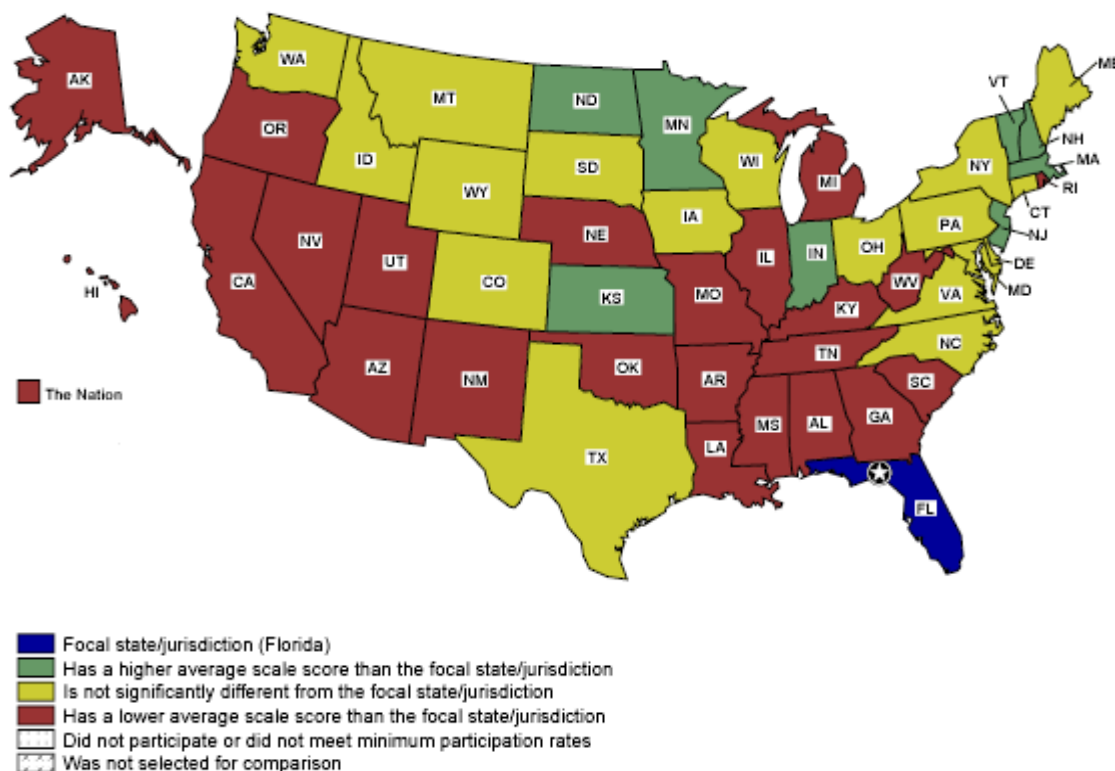 AK
WA
MT
ND
MN
VT
ME
OR
ID
WY
SD
WI
MI
NY
NH
MA
RI
CT
NJ
PA
DE
MD
NV
UT
NE
IA
IL
IN
OH
WV
VA
CA
HI
CO
KS
MO
KY
NC
AZ
NM
OK
AR
TN
SC
MS
AL
GA
LA
TX
FL
The Nation
Focal state/jurisdiction (Florida)
Has a higher average scale score than the focal state/jurisdiction
Is not significantly different from the focal state/jurisdiction
Has a lower average scale score than the focal state/jurisdiction
Did not participate or did not meet minimum participation rates
Was not selected for comparison